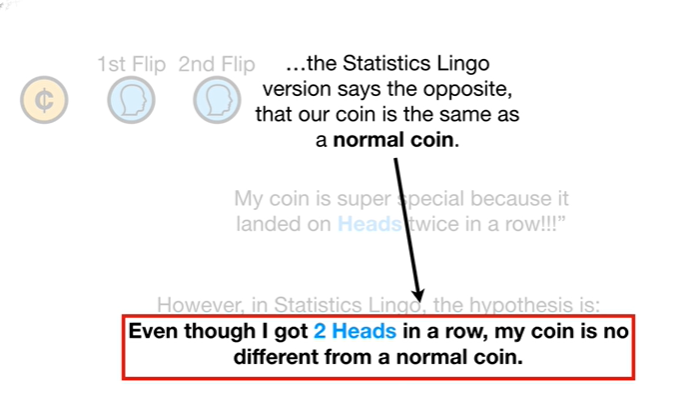 1st Flip 2nd Flip
…the Statistics Lingo
version says the opposite,
that our coin is the same as
a normal coin.
¢
My coin is super special because it
landed on Heads twice in a row!!!”
However, in Statistics Lingo, the hypothesis is:
Even though I got 2 Heads in a row, my coin is no
different from a normal coin.